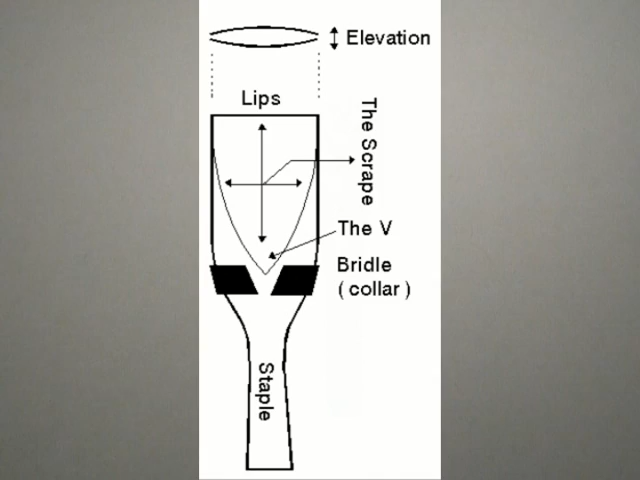 Elevation
Lips
The Scrape
The V
Bridle
( collar )
Staple